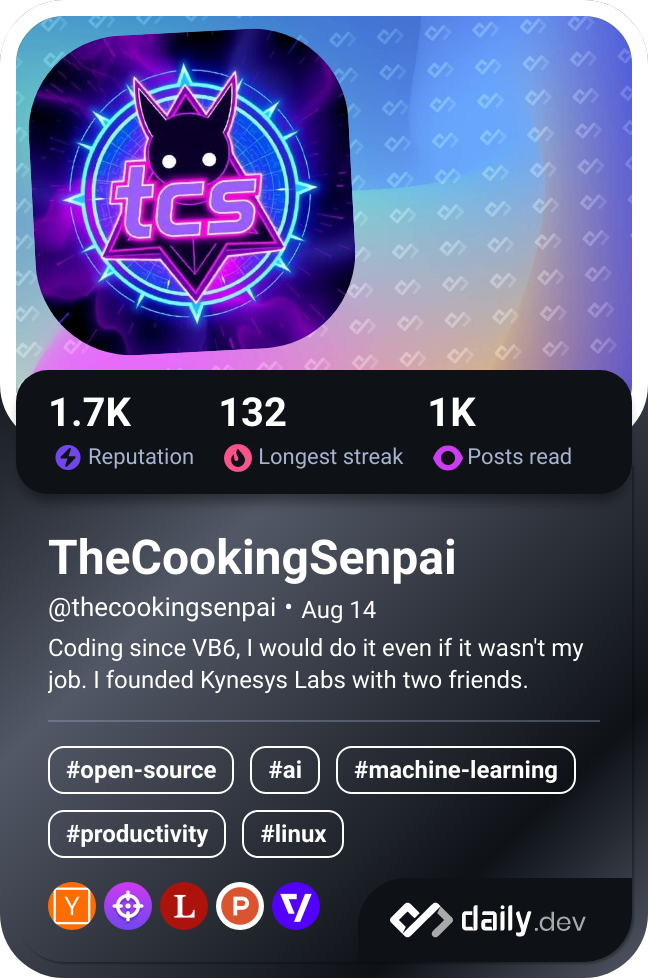 tcs
1.7K 132 1K
Reputation Longest streak Posts read
TheCookingSenpai
@thecookingsenpai • Aug 14
Coding since VB6, I would do it even if it wasn't my
job. I founded Kynesys Labs with two friends.
#open-source #ai #machine-learning
#productivity #linux
Y L P
daily.dev